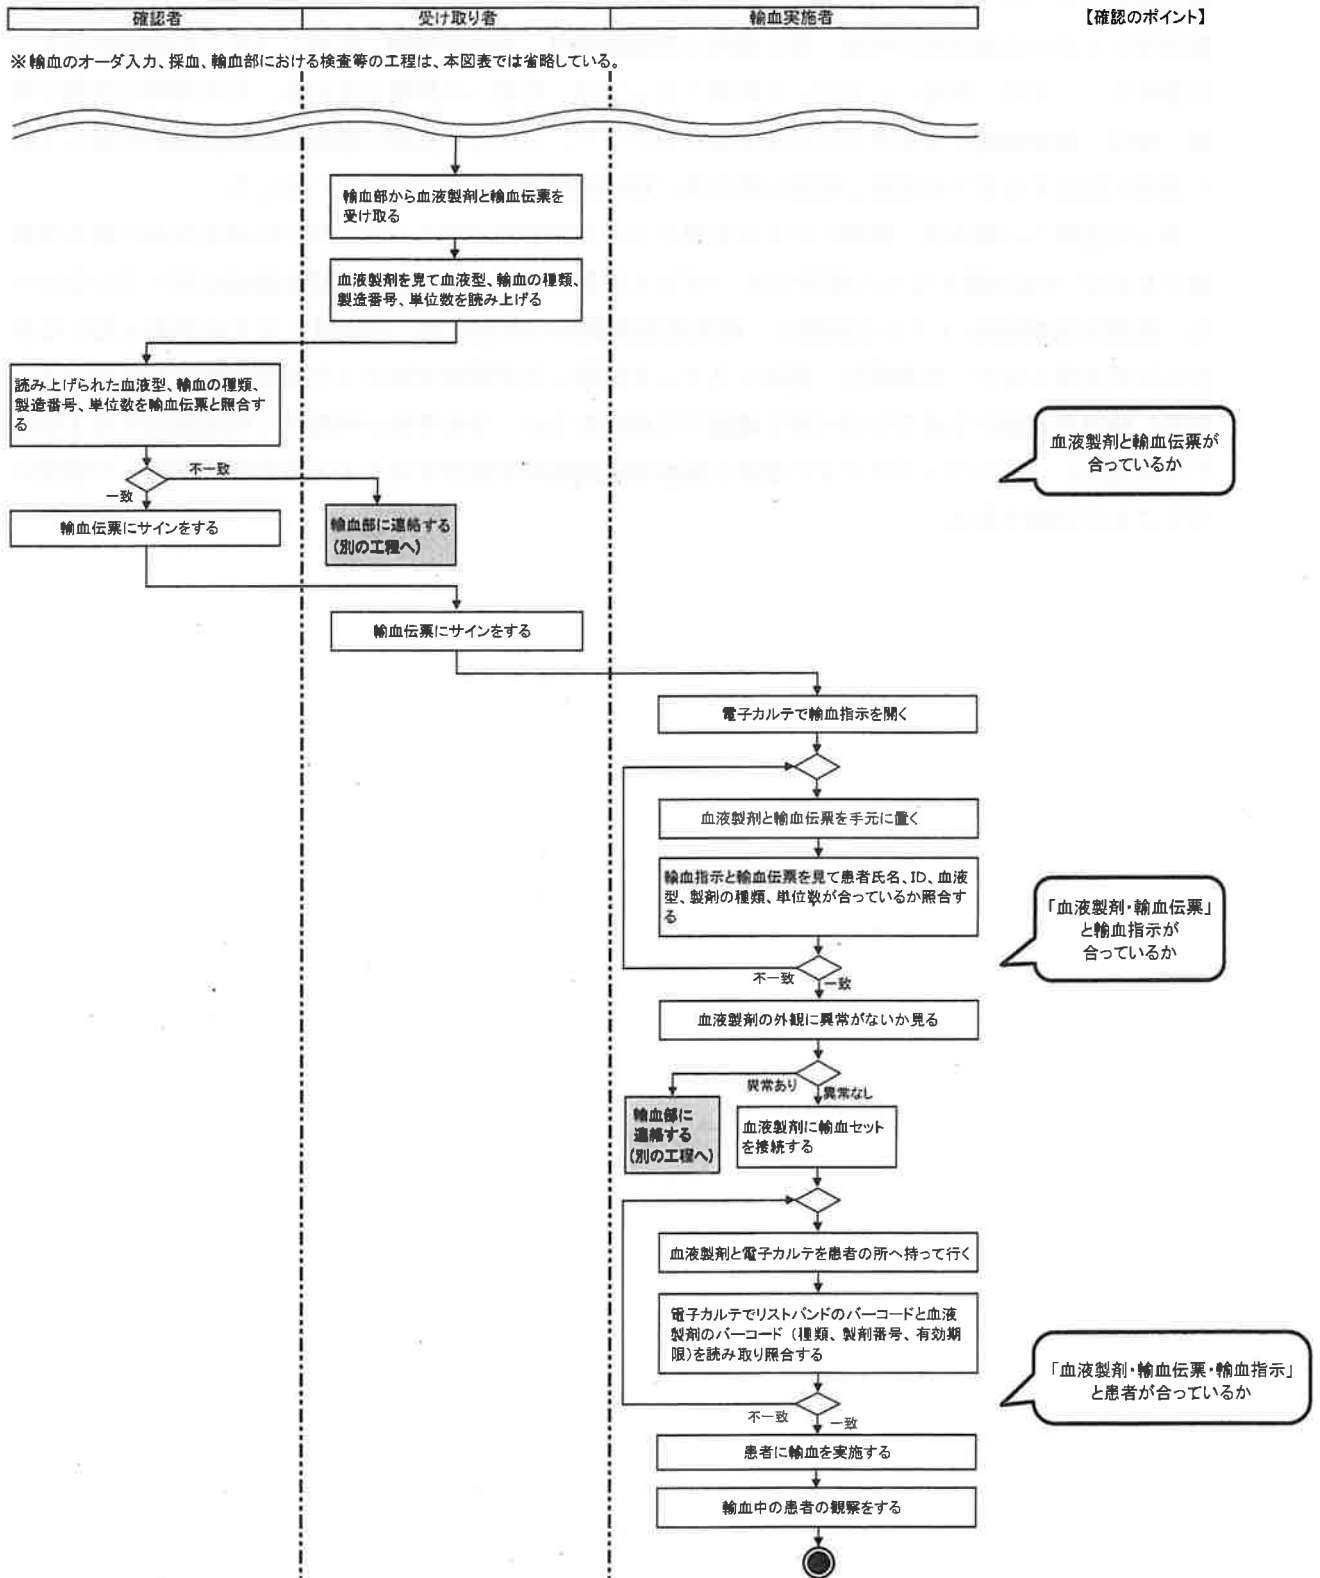 確認者
受け取り者
輸血実施者
【確認のポイント】
※輸血のオーダ入力、採血、輸血部における検査等の工程は、本図表では省略している。
輸血部から血液製剤と輸血伝票を
受け取る
血液製剤を見て血液型、輸血の種類、
製造番号、単位数を読み上げる
読み上げられた血液型、輸血の種類、
製造番号、単位数を輸血伝票と照合す
る
血液製剤と輸血伝票が
合っているか
不一致
一致
輸血伝票にサインをする
輸血部に連絡する
(別の工程へ)
輸血伝票にサインをする
電子カルテで輸血指示を開く
血液製剤と輸血伝票を手元に置く
輸血指示と輸血伝票を見て患者氏名、ID、血液
型、製剤の種類、単位数が合っているか照合す
る
「血液製剤・輸血伝票」
と輸血指示が
合っているか
不一致
一致
血液製剤の外観に異常がないか見る
異常あり
異常なし
輸血部に
連絡する
(別の工程へ)
血液製剤に輸血セット
を接続する
血液製剤と電子カルテを患者の所へ持って行く
電子カルテでリストバンドのバーコードと血液
製剤のバーコード（種類、製剤番号、有効期
限）を読み取り照合する
「血液製剤・輸血伝票・輸血指示」
と患者が合っているか
不一致
一致
患者に輸血を実施する
輸血中の患者の観察をする